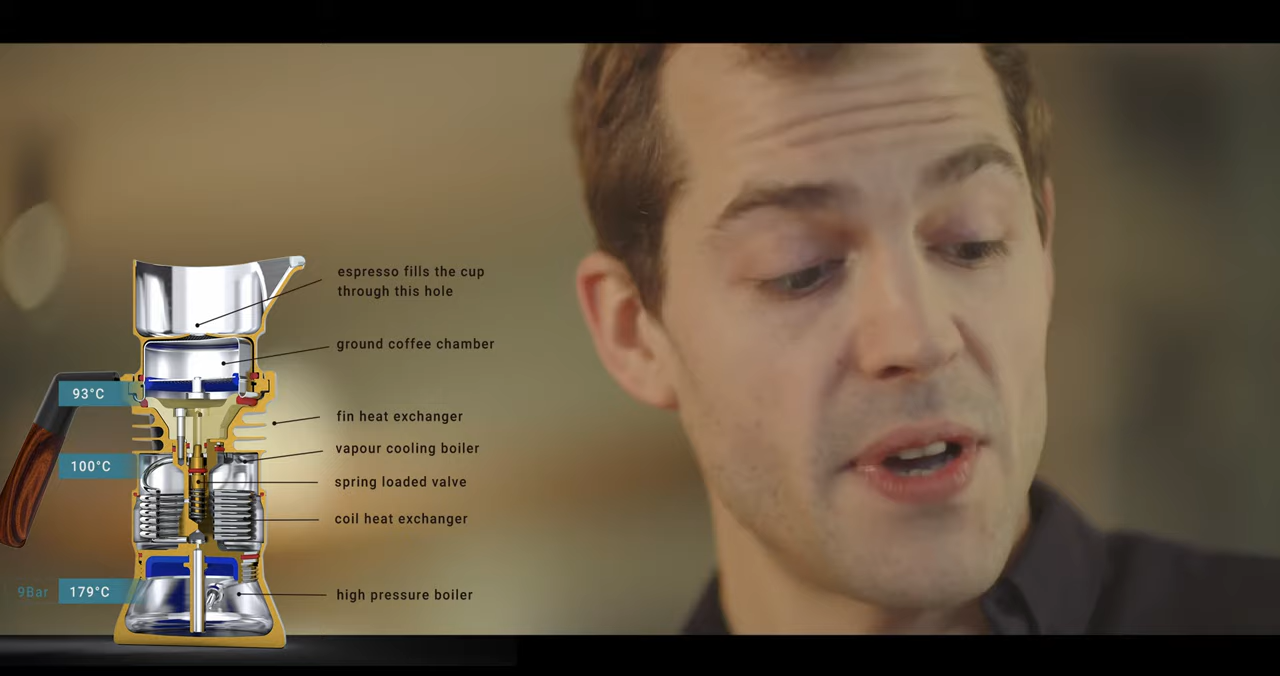 espresso fills the cup
through this hole
ground coffee chamber
93°C
fin heat exchanger
vapour cooling boiler
100°C
spring loaded valve
coil heat exchanger
9Bar 179°C
high pressure boiler